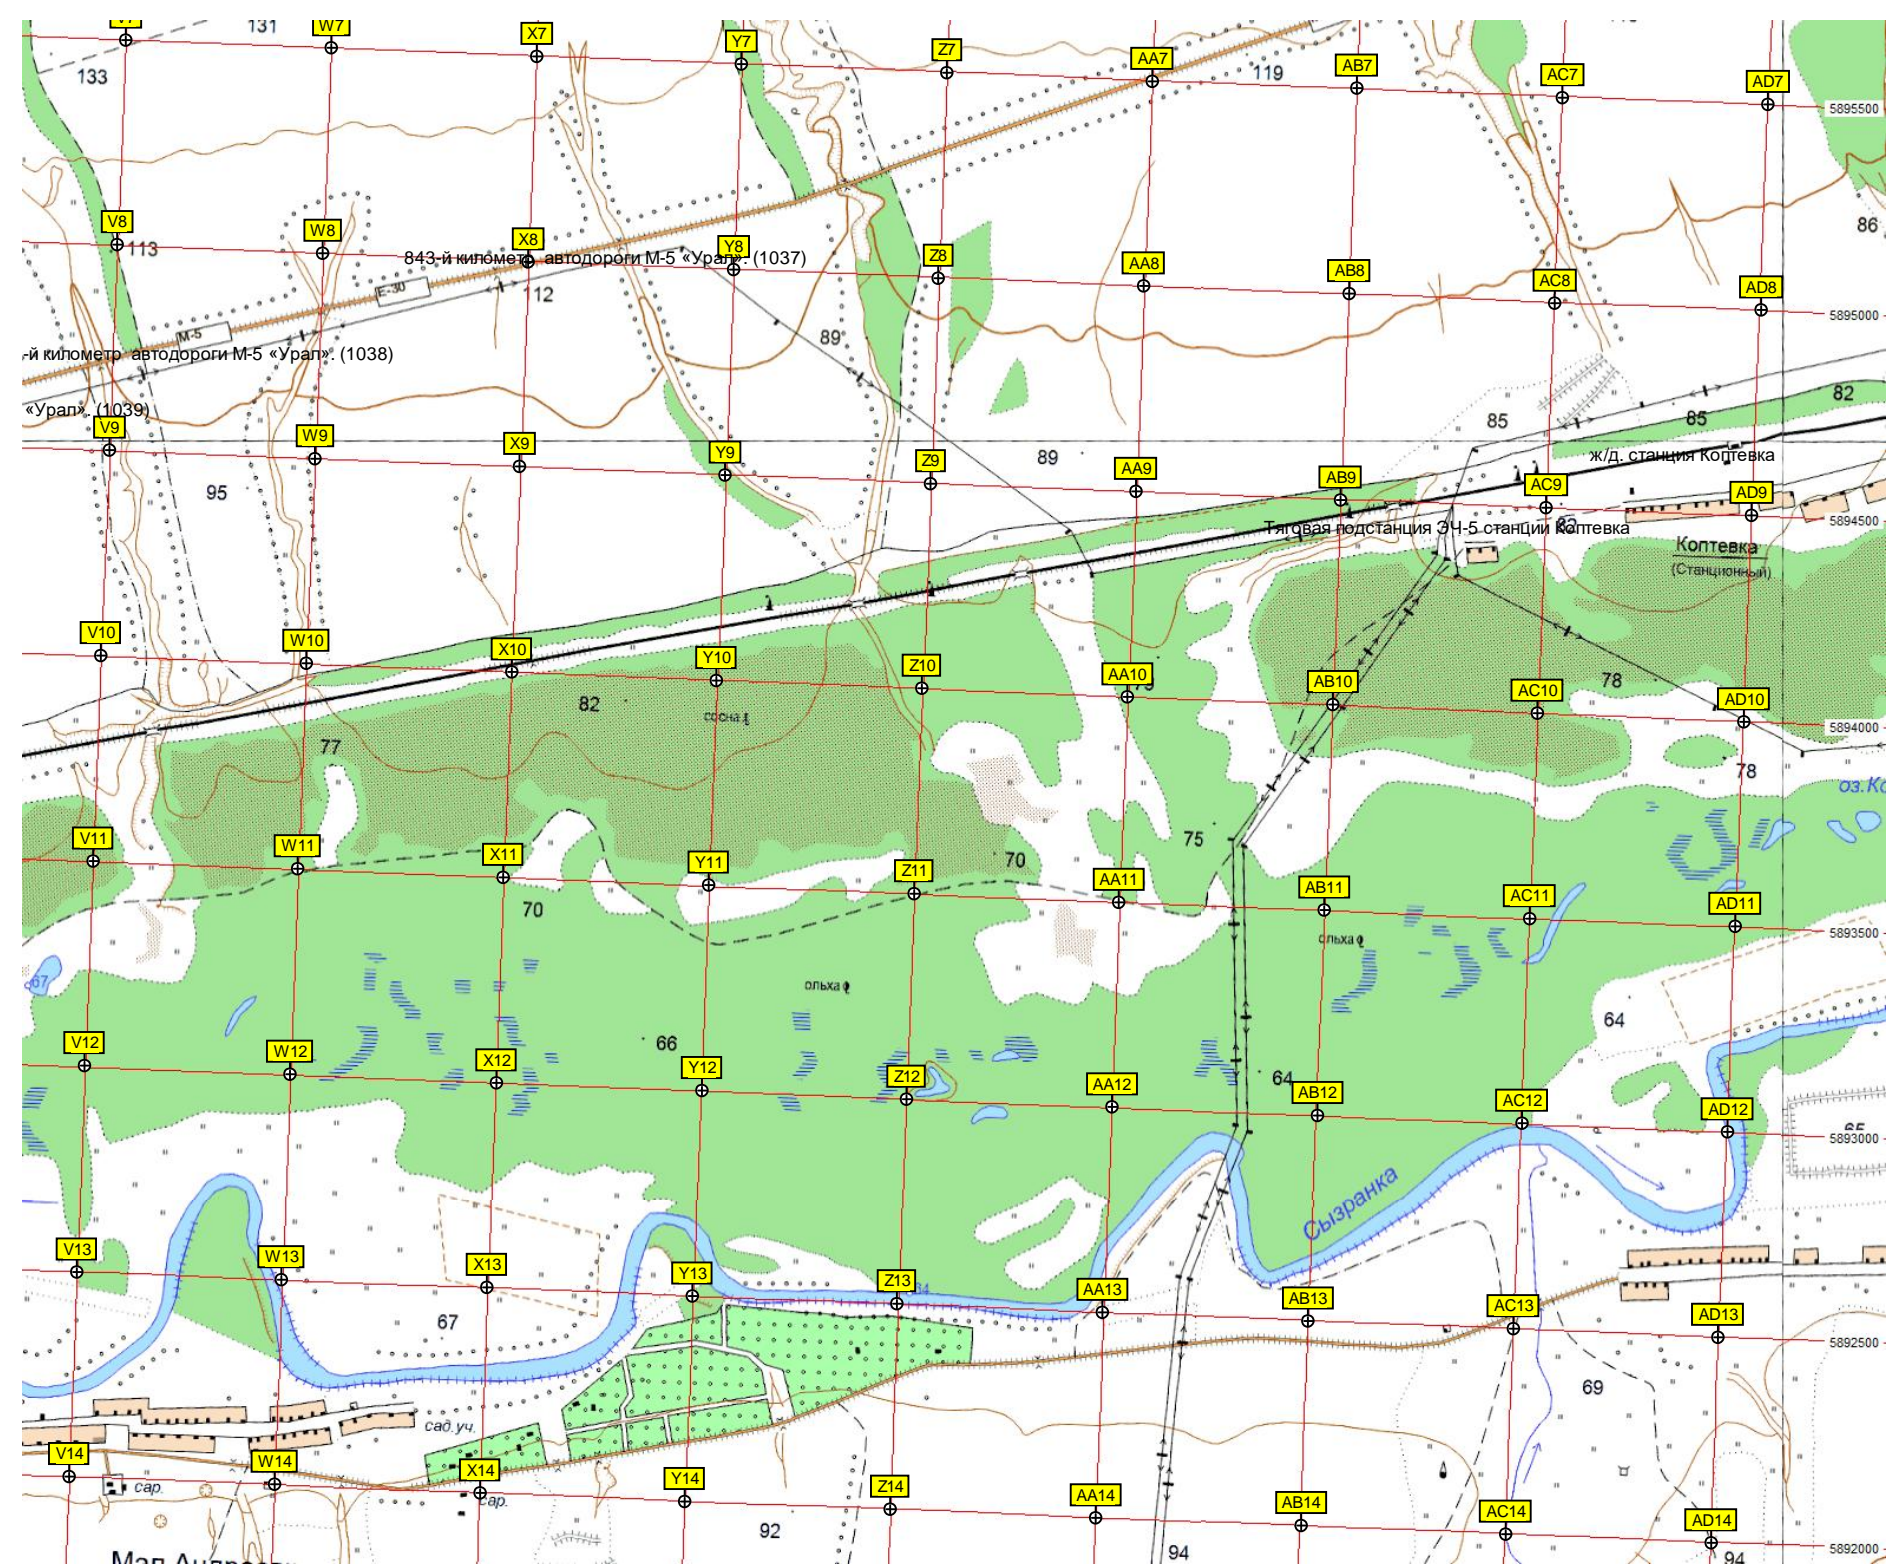 V7
W7
X7
Y7
Z7
AA7
AB7
AC7
AD7
131
133
119
5895500
V8
W8
X8
Y8
Z8
AA8
AB8
AC8
AD8
113
86
843-й километр автодороги М-5 «Урал». (1037)
E-30
112
M-5
89
5895000
-й километр автодороги М-5 «Урал». (1038)
«Урал». (1039)
82
85
85
V9
W9
X9
Y9
Z9
AA9
AB9
AC9
AD9
89
ж/д. станция Коптевка
95
5894500
Тяговая подстанция ЭЧ-5 станции Коптевка
Коптевка
(Станционный)
V10
W10
X10
Y10
Z10
AA10
AB10
AC10
AD10
78
82
сосна
77
5894000
78
оз.Ко
V11
W11
X11
Y11
Z11
AA11
AB11
AC11
AD11
75
70
70
ольха
5893500
67
ольха
64
66
V12
W12
X12
Y12
Z12
AA12
AB12
AC12
AD12
64
65
5893000
Сызранка
V13
W13
X13
Y13
Z13
AA13
AB13
AC13
AD13
67
5892500
69
сад.уч.
V14
W14
X14
Y14
Z14
AA14
AB14
AC14
AD14
сар.
сар.
92
94
94
5892000